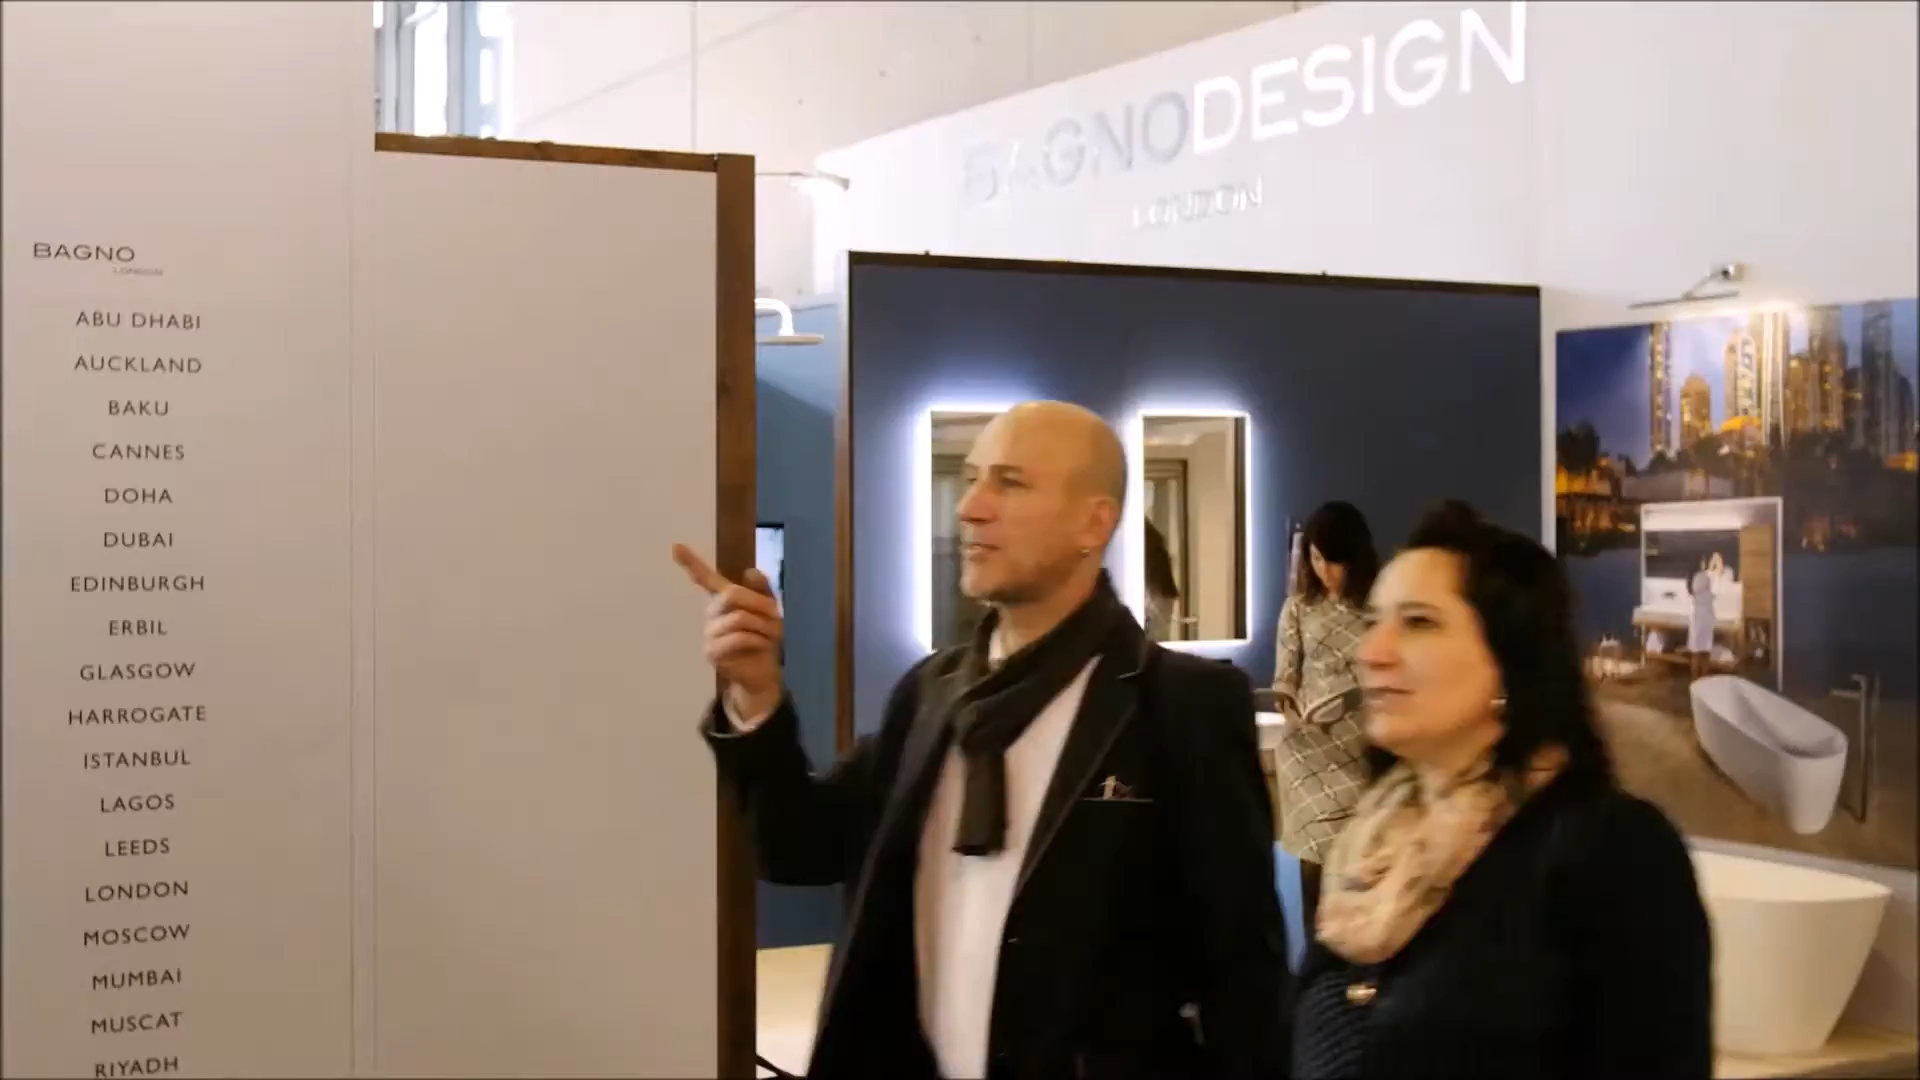 BAGNO
LONDON
ABU DHABI
AUCKLAND
BAKU
CANNES
DOHA
DUBAI
EDINBURGH
ERBIL
GLASGOW
HARROGATE
ISTANBUL
LAGOS
LEEDS
LONDON
MOSCOW
MUMBAI
MUSCAT
RIYADH
BAGNODESIGN
LONDON